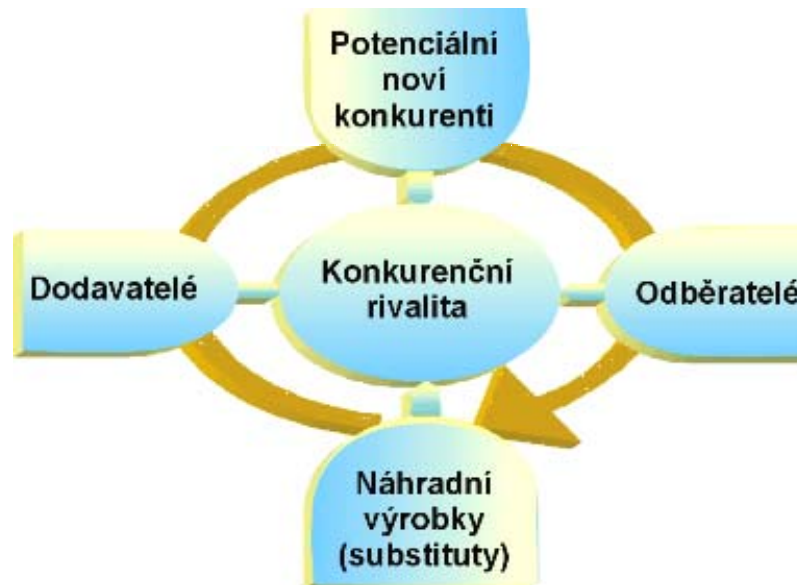 Potenciální
noví
konkurenti
Dodavatelé
Konkurenční
rivalita
Odběratelé
Náhradní
výrobky
(substituty)